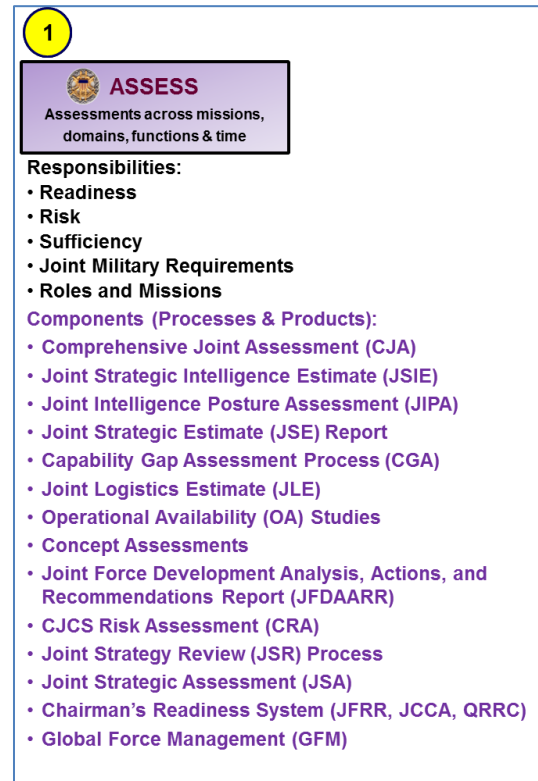 1
ASSESS
Assessments across missions,
domains, functions & time
Responsibilities:
• Readiness
• Risk
• Sufficiency
• Joint Military Requirements
• Roles and Missions
Components (Processes & Products):
• Comprehensive Joint Assessment (CJA)
• Joint Strategic Intelligence Estimate (JSIE)
• Joint Intelligence Posture Assessment (JIPA)
• Joint Strategic Estimate (JSE) Report
• Capability Gap Assessment Process (CGA)
• Joint Logistics Estimate (JLE)
• Operational Availability (OA) Studies
• Concept Assessments
• Joint Force Development Analysis, Actions, and
Recommendations Report (JFDAARR)
• CJCS Risk Assessment (CRA)
• Joint Strategy Review (JSR) Process
• Joint Strategic Assessment (JSA)
• Chairman's Readiness System (JFRR, JCCA, QRRC)
• Global Force Management (GFM)